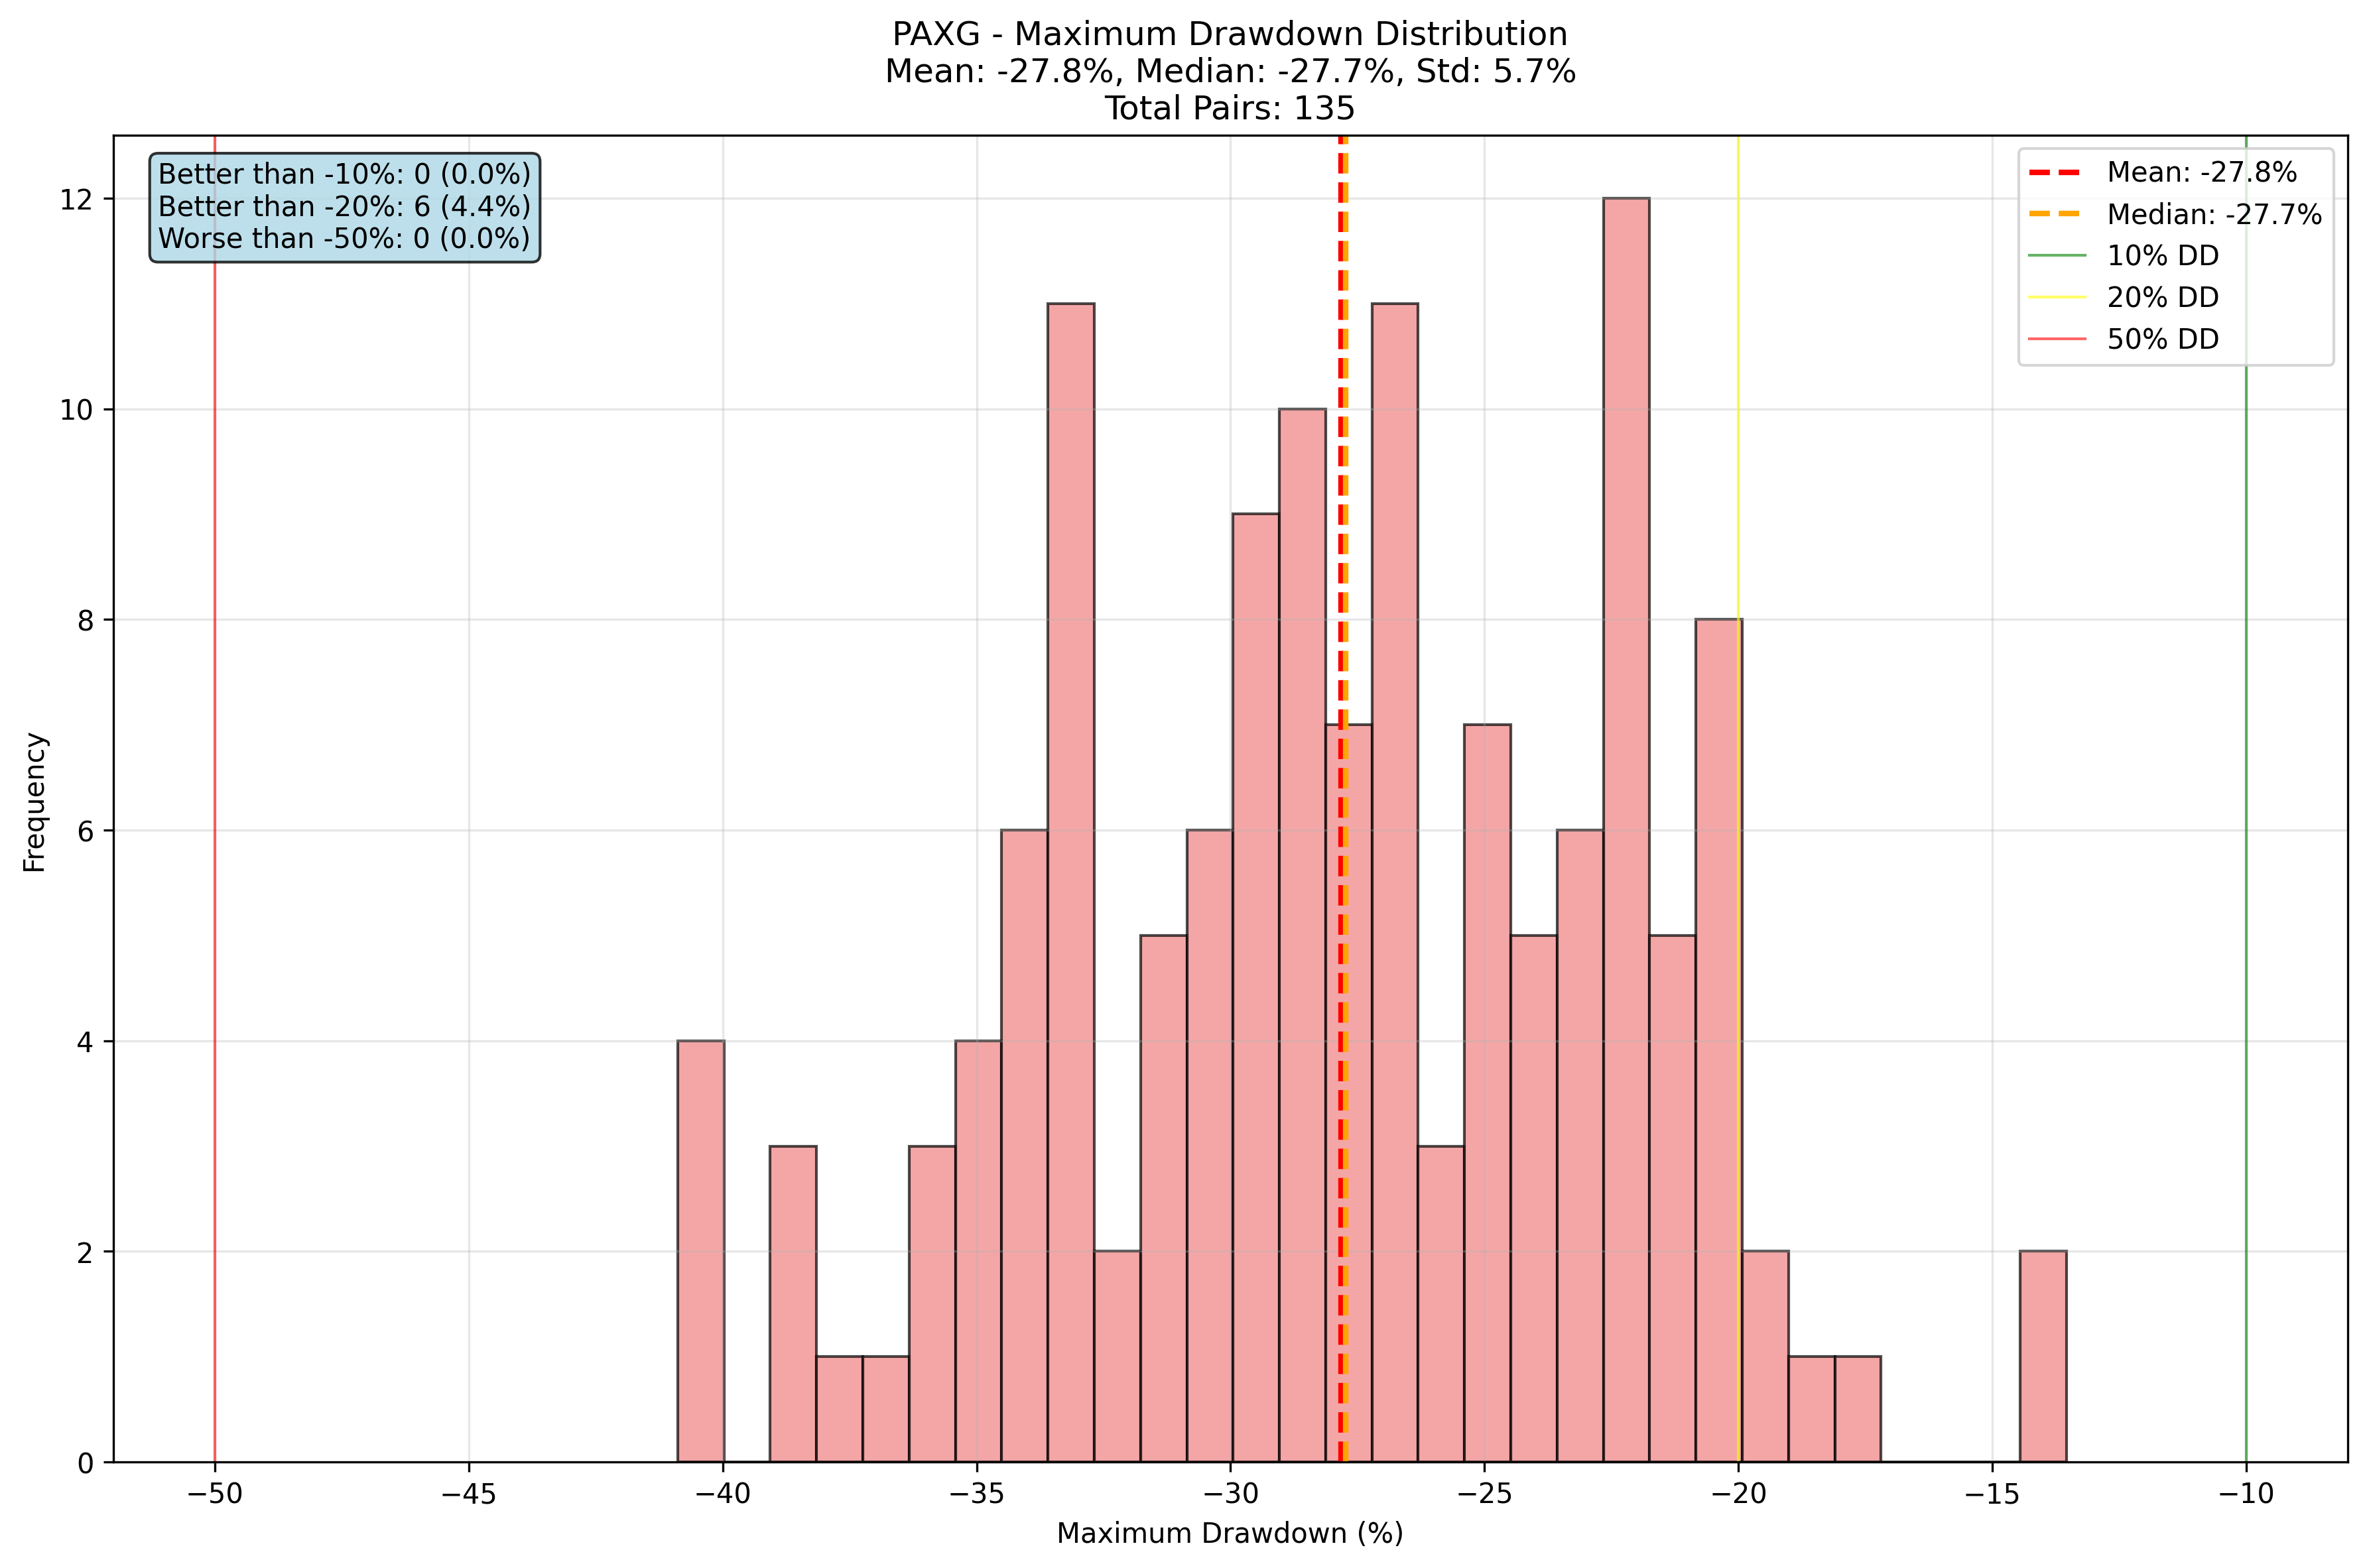 PAXG - Maximum Drawdown Distribution
Mean: -27.8%, Median: -27.7%, Std: 5.7%
Total Pairs: 135
Better than -10%: 0 (0.0%)
Better than -20%: 6 (4.4%)
Worse than -50%: 0 (0.0%)
Mean: -27.8%
Median: -27.7%
10% DD
20% DD
50% DD
Frequency
12
10
8
6
4
2
0
−50 −45 −40 −35 −30 −25 −20 −15 −10
Maximum Drawdown (%)